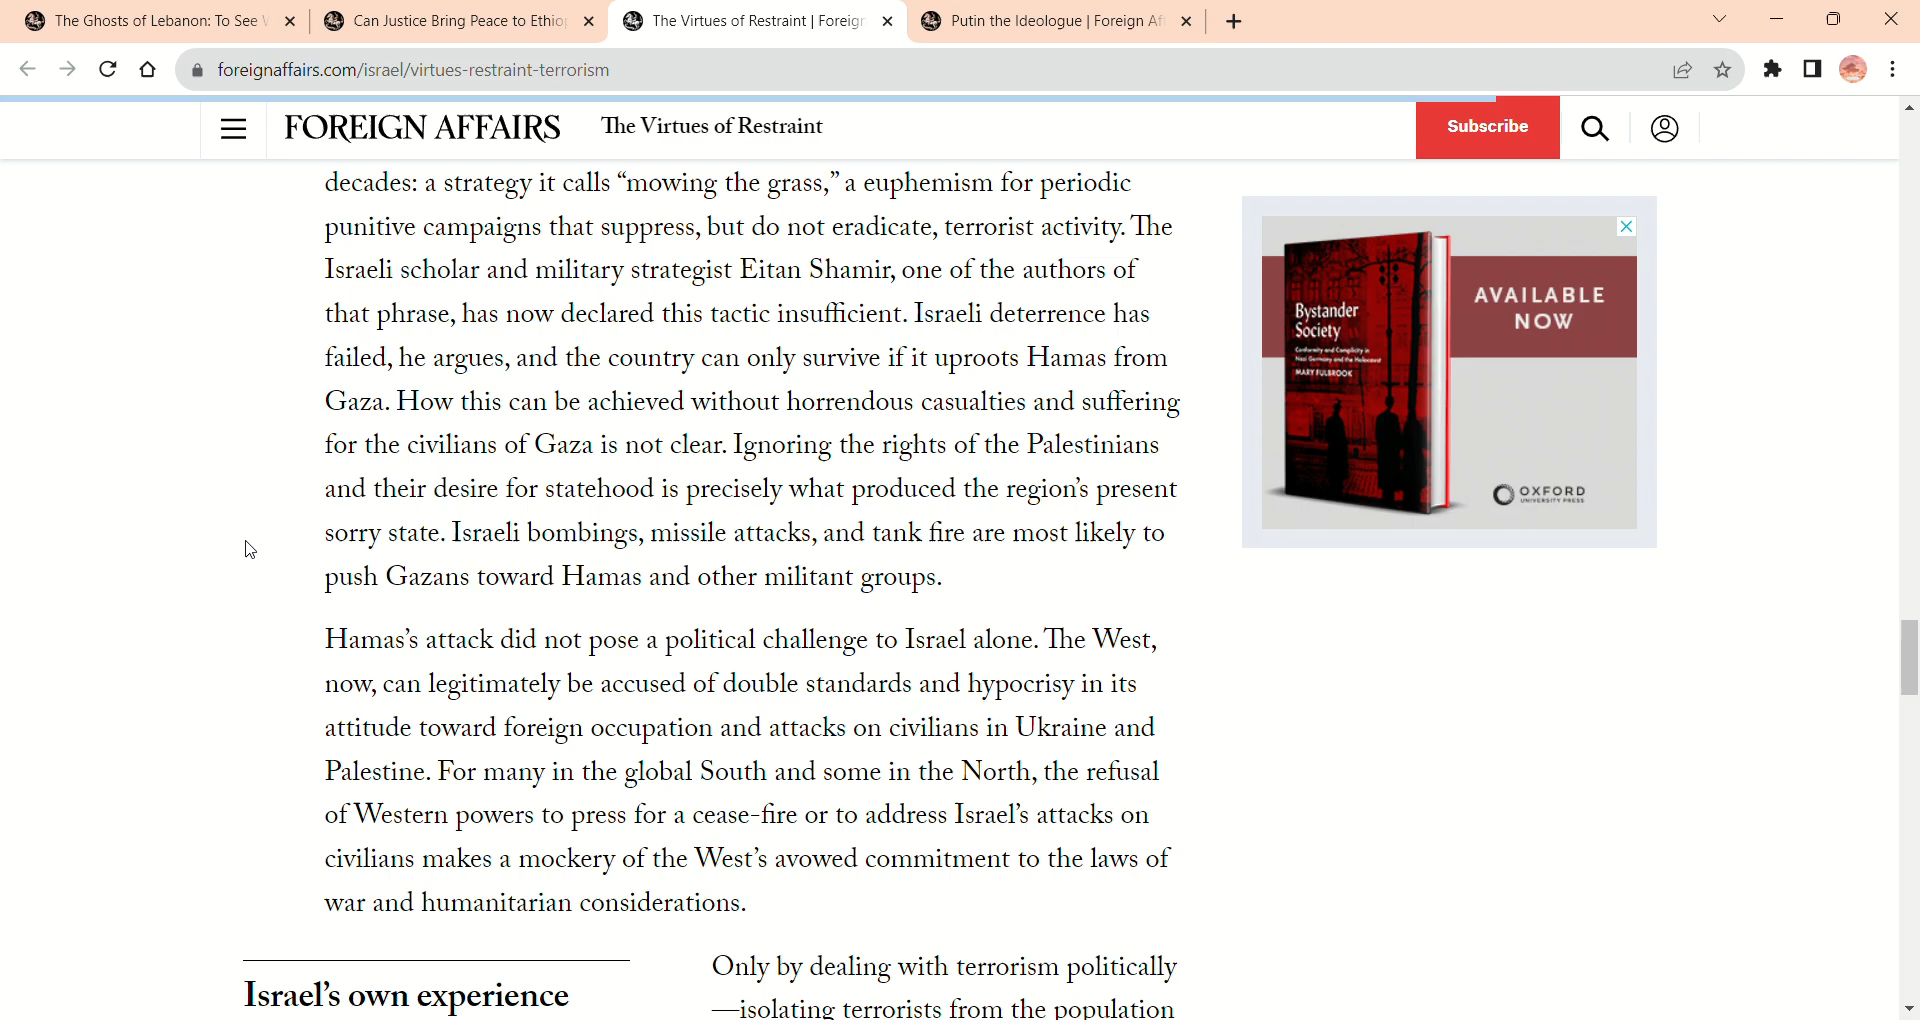 The Ghosts of Lebanon: To See
Can Justice Bring Peace to Ethio
The Virtues of Restraint | Foreign
Putin the Ideologue | Foreign Af
foreignaffairs.com/israel/virtues-restraint-terrorism
FOREIGN AFFAIRS
The Virtues of Restraint
Subscribe
decades: a strategy it calls “mowing the grass,” a euphemism for periodic
punitive campaigns that suppress, but do not eradicate, terrorist activity. The
Israeli scholar and military strategist Eitan Shamir, one of the authors of
that phrase, has now declared this tactic insufficient. Israeli deterrence has
failed, he argues, and the country can only survive if it uproots Hamas from
Gaza. How this can be achieved without horrendous casualties and suffering
for the civilians of Gaza is not clear. Ignoring the rights of the Palestinians
and their desire for statehood is precisely what produced the region’s present
sorry state. Israeli bombings, missile attacks, and tank fire are most likely to
push Gazans toward Hamas and other militant groups.
Hamas’s attack did not pose a political challenge to Israel alone. The West,
now, can legitimately be accused of double standards and hypocrisy in its
attitude toward foreign occupation and attacks on civilians in Ukraine and
Palestine. For many in the global South and some in the North, the refusal
of Western powers to press for a cease-fire or to address Israel’s attacks on
civilians makes a mockery of the West’s avowed commitment to the laws of
war and humanitarian considerations.
Israel’s own experience
Only by dealing with terrorism politically
—isolating terrorists from the population
Bystander
Society
Conformity and Complicity in
Nazi Germany and the Holocaust
MARY FULBROOK
AVAILABLE
NOW
OXFORD
UNIVERSITY PRESS